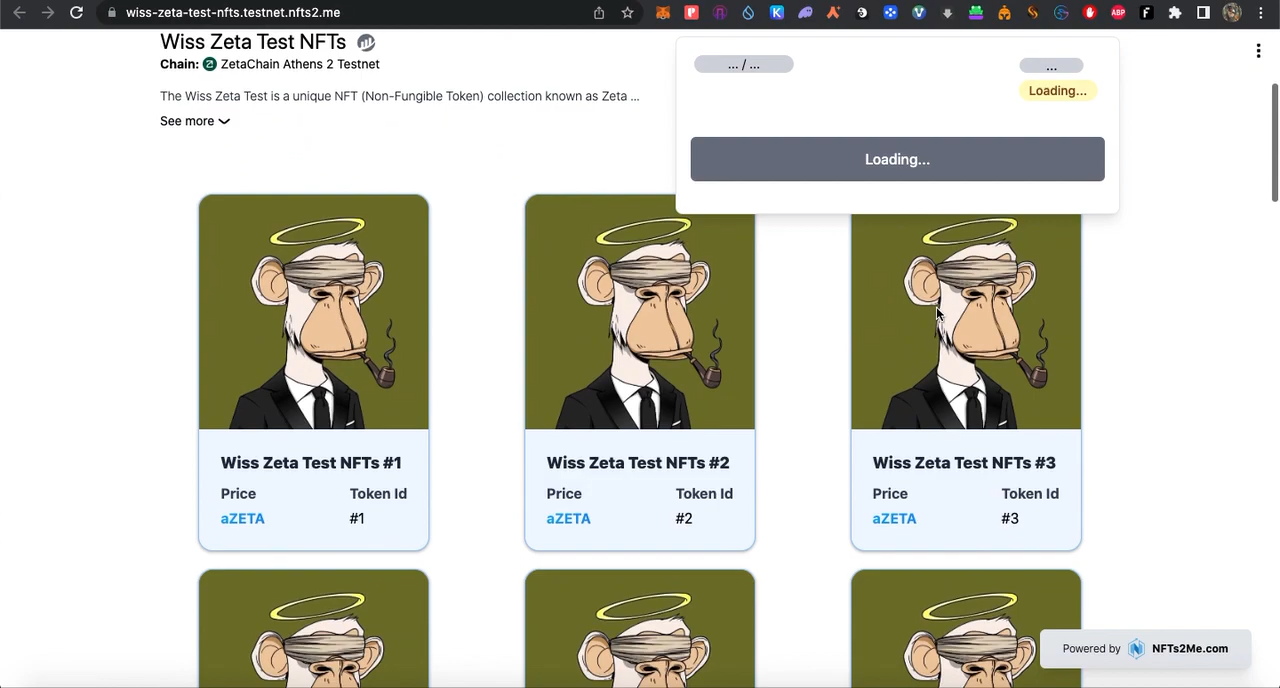 wiss-zeta-test-nfts.testnet.nfts2.me
Wiss Zeta Test NFTs
Chain: ZetaChain Athens 2 Testnet
The Wiss Zeta Test is a unique NFT (Non-Fungible Token) collection known as Zeta ...
See more
... / ...
...
Loading...
Loading...
Wiss Zeta Test NFTs #1
Price Token Id
aZETA #1
Wiss Zeta Test NFTs #2
Price Token Id
aZETA #2
Wiss Zeta Test NFTs #3
Price Token Id
aZETA #3
Powered by NFTs2Me.com